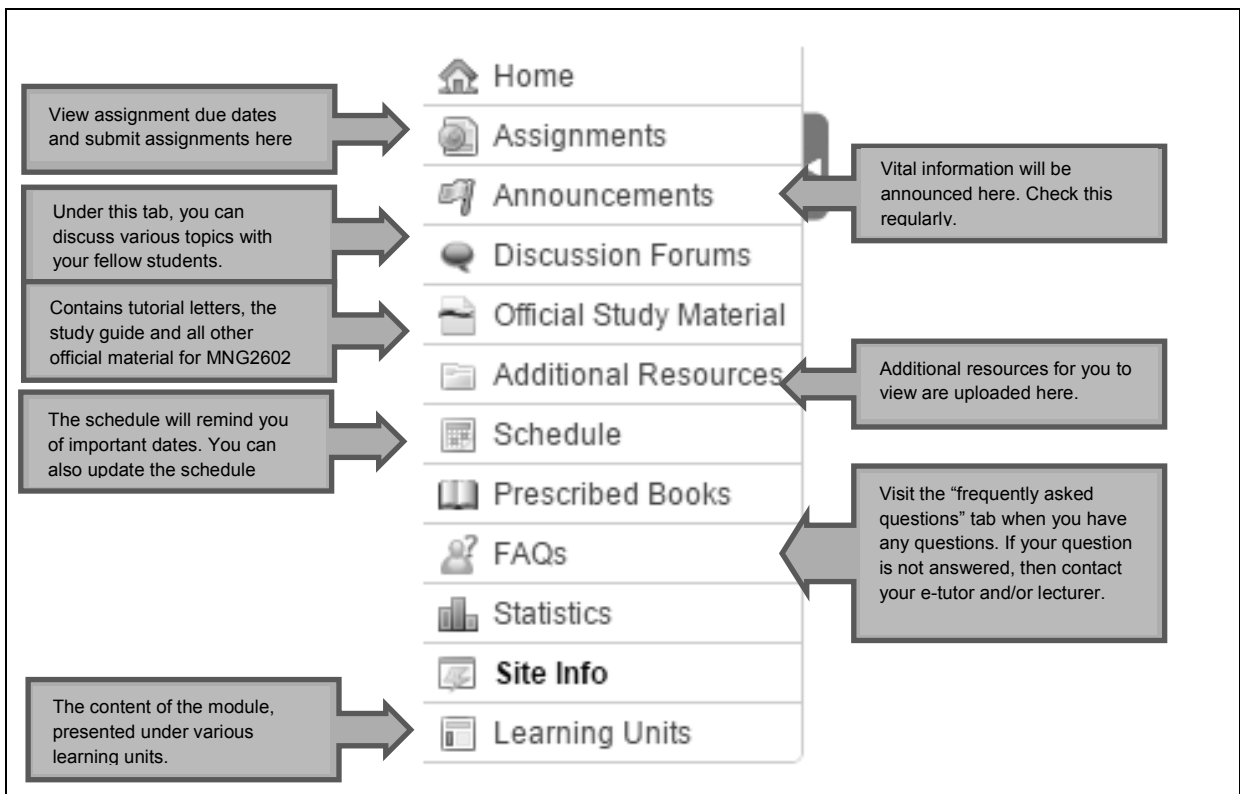 Home
View assignment due dates
and submit assignments here
Assignments
Announcements
Vital information will be
announced here. Check this
regularly.
Under this tab, you can
discuss various topics with
your fellow students.
Discussion Forums
Contains tutorial letters, the
study guide and all other
official material for MNG2602
Official Study Material
Additional Resources
Additional resources for you to
view are uploaded here.
The schedule will remind you
of important dates. You can
also update the schedule
Schedule
Prescribed Books
Visit the “frequently asked
questions” tab when you have
any questions. If your question
is not answered, then contact
your e-tutor and/or lecturer.
FAQs
Statistics
Site Info
The content of the module,
presented under various
learning units.
Learning Units